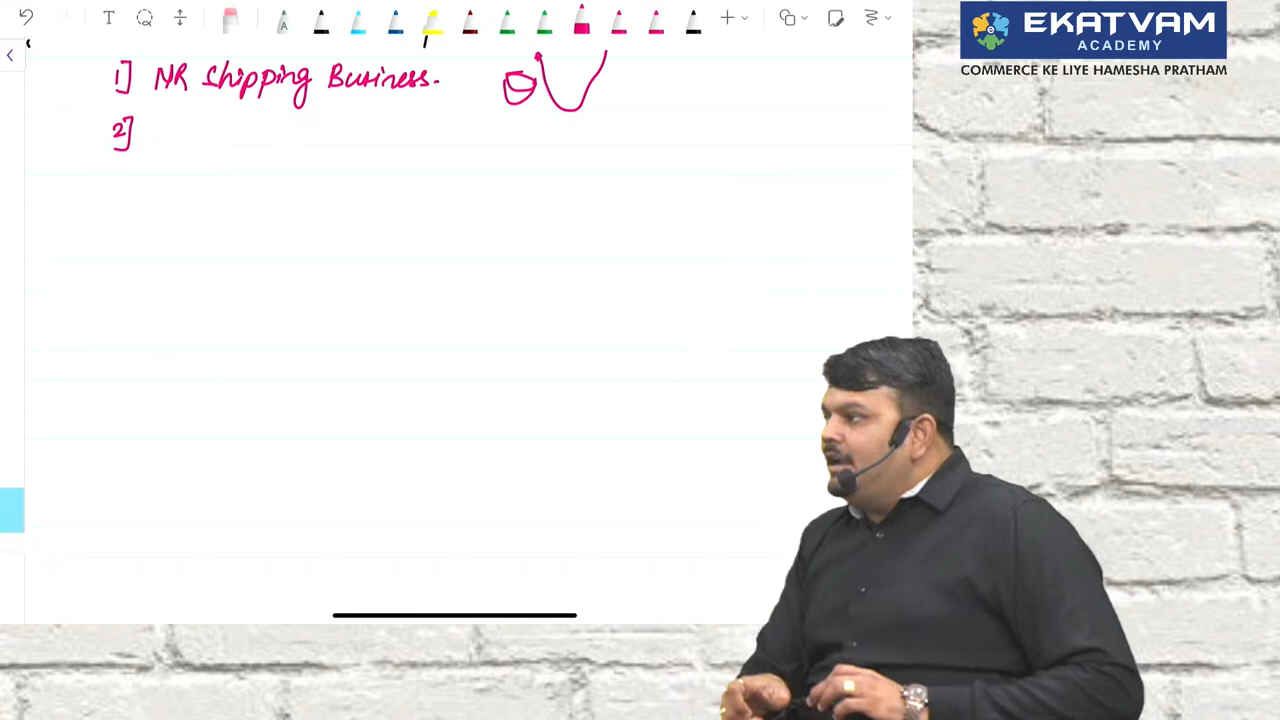 T
A
EKATVAM
ACADEMY
COMMERCE KE LIYE HAMESHA PRATHAM
1] NR Shipping Business.
2]